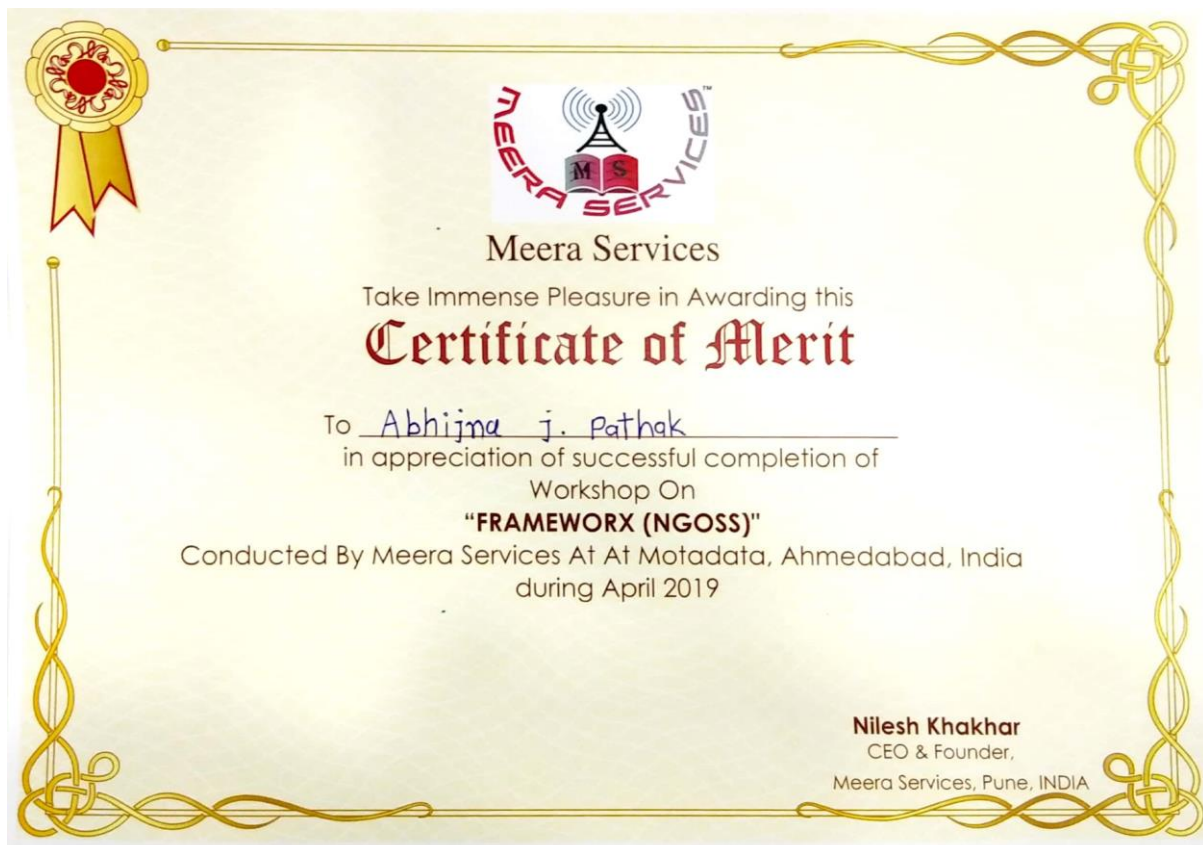 MEERA SERVICES™
M S
Meera Services
Take Immense Pleasure in Awarding this
Certificate of Merit
To Abhijna j. Pathak
in appreciation of successful completion of
Workshop On
“FRAMEWORX (NGOSS)"
Conducted By Meera Services At At Motadata, Ahmedabad, India
during April 2019
Nilesh Khakhar
CEO & Founder,
Meera Services, Pune, INDIA